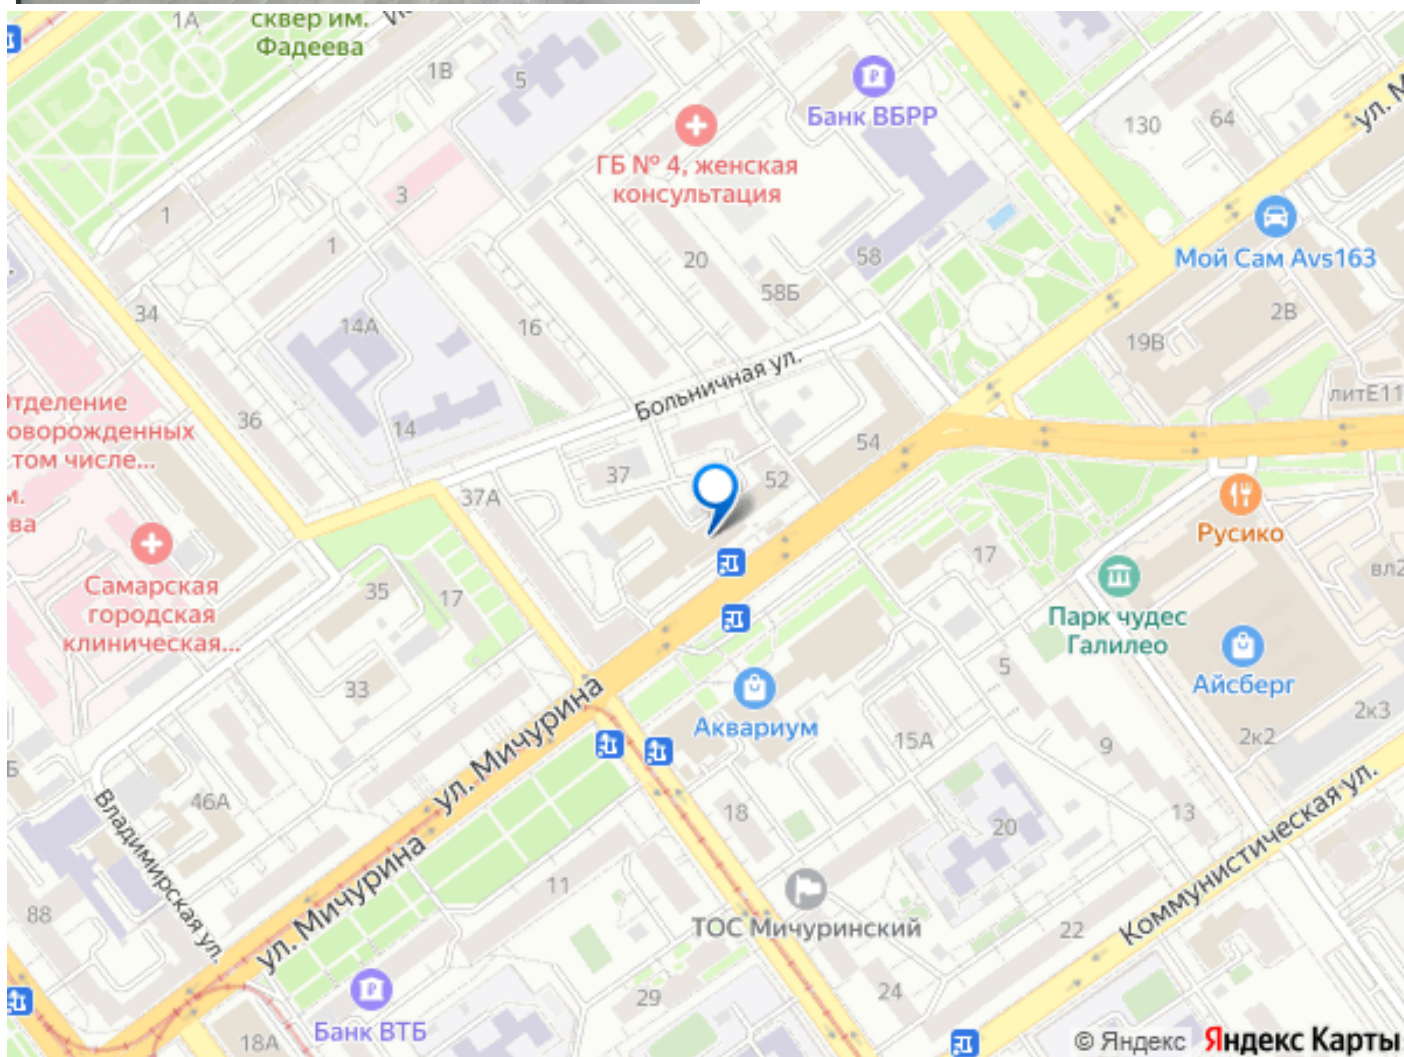 1А
сквер им.
Фадеева
1В
5
Банк ВБРР
ул. М
130
64
ГБ № 4, женская
консультация
3
1
1
20
58
58Б
Мой Сам Avs163
2В
34
14А
16
19В
Больничная ул.
литЕ11
Отделение
оворожденных
том числе...
м.
ва
36
14
54
37
52
37А
Русико
17
вл2
Самарская
городская
клиническая...
35
17
Парк чудес
Галилео
5
Айсберг
33
ул. Мичурина
Аквариум
15А
9
2к2
2к3
Б
46А
Владимирская ул.
ул. Мичурина
18
20
13
Коммунистическая ул.
11
88
ТОС Мичуринский
22
29
24
Банк ВТБ
18А
© Яндекс Яндекс Карты